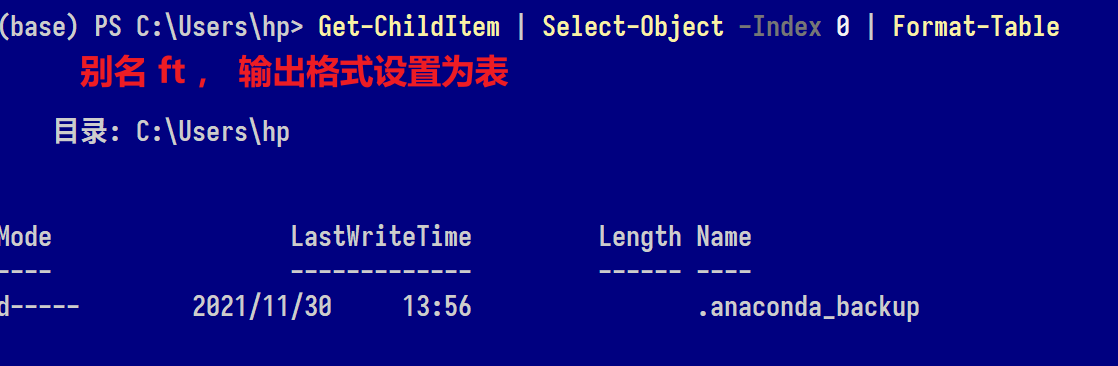 (base) PS C:\Users\hp> Get-ChildItem | Select-Object -Index 0 | Format-Table
别名 ft ， 输出格式设置为表
目录: C:\Users\hp
Mode LastWriteTime Length Name
---- ------------- ------ ----
d----- 2021/11/30 13:56 .anaconda_backup